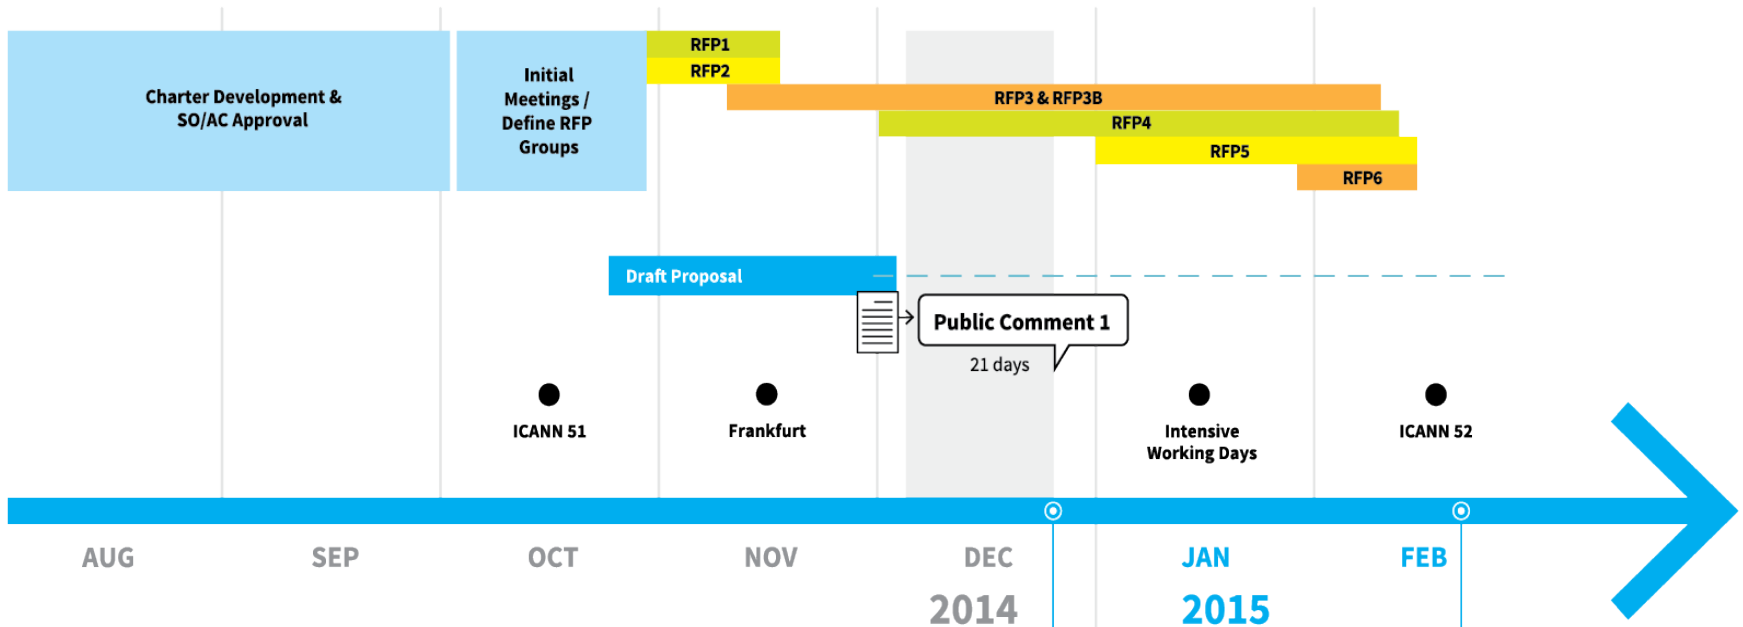 Charter Development &
SO/AC Approval
Initial
Meetings /
Define RFP
Groups
RFP1
RFP2
RFP3 & RFP3B
RFP4
RFP5
RFP6
Draft Proposal
Public Comment 1
21 days
ICANN 51
Frankfurt
Intensive
Working Days
ICANN 52
AUG SEP OCT NOV DEC JAN FEB
2014 2015